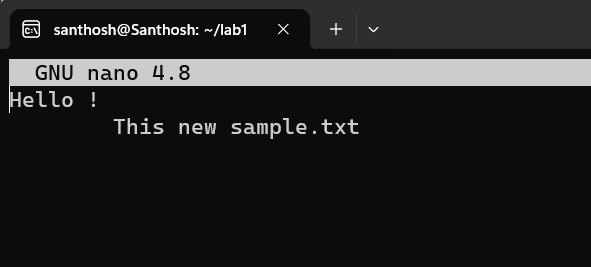 santhosh@Santhosh: ~/lab1
GNU nano 4.8
Hello !
This new sample.txt